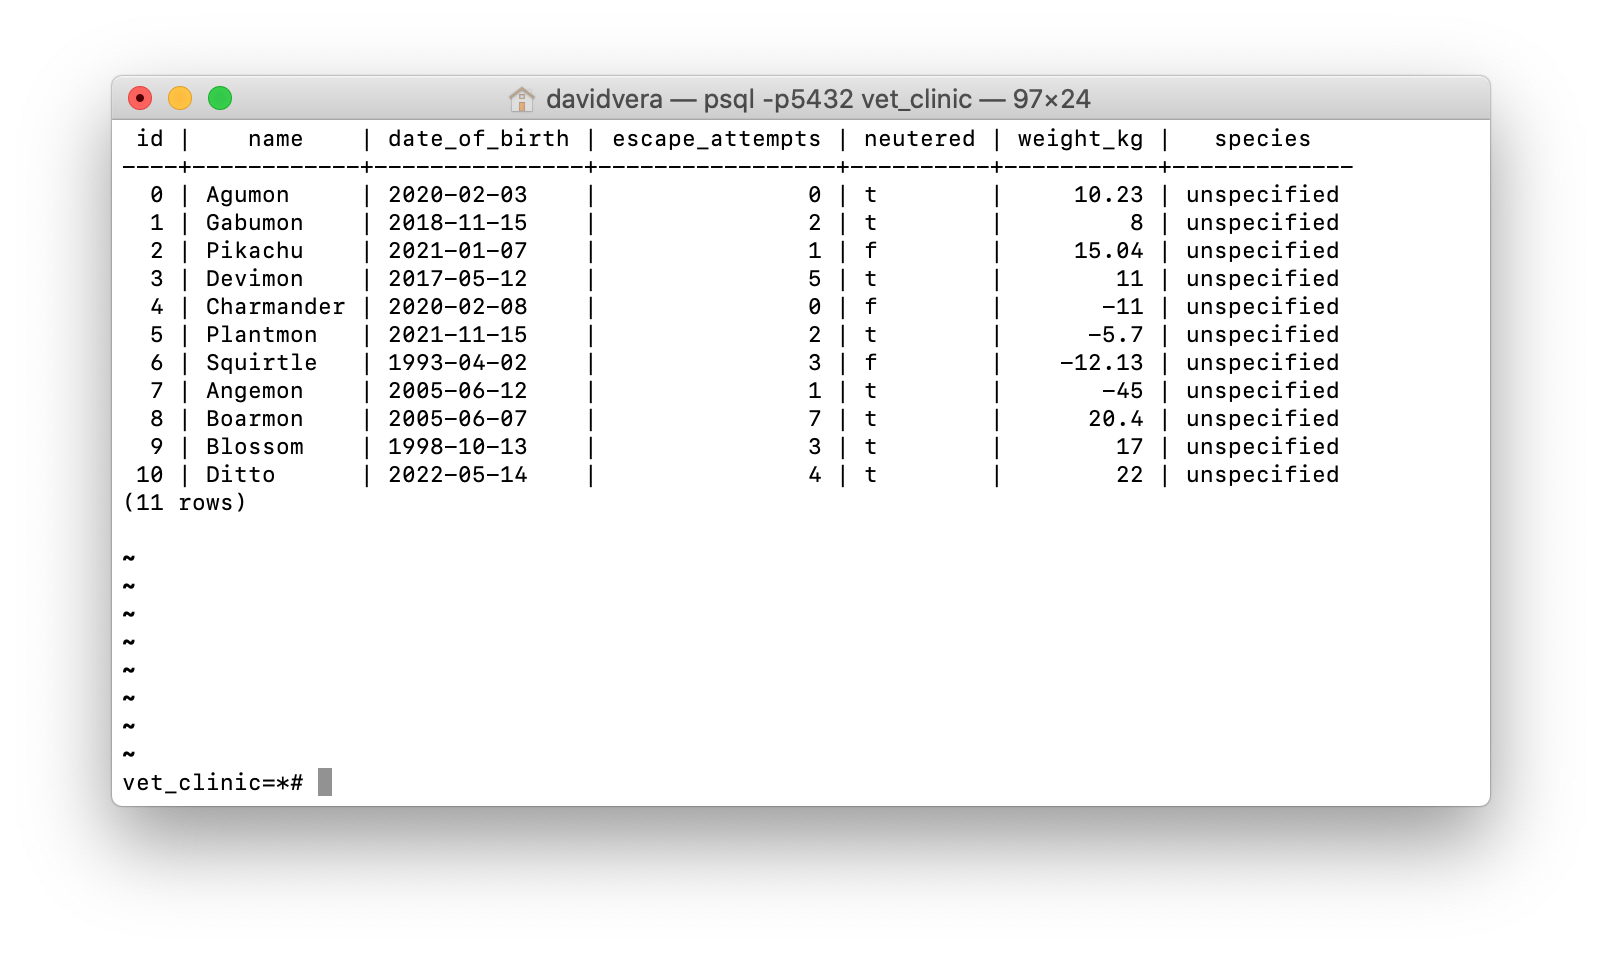 davidvera — psql -p5432 vet_clinic — 97×24
 id |    name    | date_of_birth | escape_attempts | neutered | weight_kg |   species
----+------------+---------------+-----------------+----------+-----------+-------------
  0 | Agumon     | 2020-02-03    |               0 | t        |     10.23 | unspecified
  1 | Gabumon    | 2018-11-15    |               2 | t        |         8 | unspecified
  2 | Pikachu    | 2021-01-07    |               1 | f        |     15.04 | unspecified
  3 | Devimon    | 2017-05-12    |               5 | t        |        11 | unspecified
  4 | Charmander | 2020-02-08    |               0 | f        |       -11 | unspecified
  5 | Plantmon   | 2021-11-15    |               2 | t        |      -5.7 | unspecified
  6 | Squirtle   | 1993-04-02    |               3 | f        |    -12.13 | unspecified
  7 | Angemon    | 2005-06-12    |               1 | t        |       -45 | unspecified
  8 | Boarmon    | 2005-06-07    |               7 | t        |      20.4 | unspecified
  9 | Blossom    | 1998-10-13    |               3 | t        |        17 | unspecified
 10 | Ditto      | 2022-05-14    |               4 | t        |        22 | unspecified
(11 rows)
~
~
~
~
~
~
~
~
vet_clinic=*#